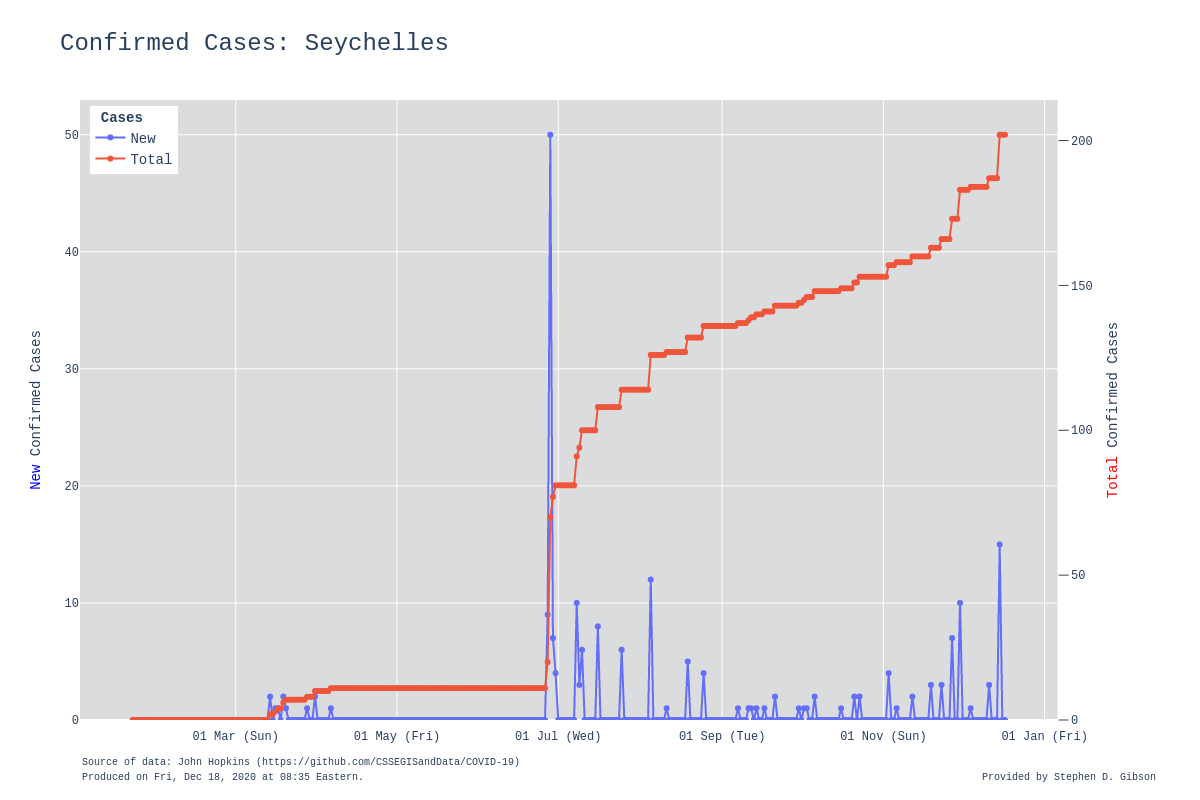 Confirmed Cases: Seychelles
Cases
New
Total
50
40
30
20
10
0
200
150
100
50
0
New Confirmed Cases
Total Confirmed Cases
01 Mar (Sun)
01 May (Fri)
01 Jul (Wed)
01 Sep (Tue)
01 Nov (Sun)
01 Jan (Fri)
Source of data: John Hopkins (https://github.com/CSSEGISandData/COVID-19)
Produced on Fri, Dec 18, 2020 at 08:35 Eastern.
Provided by Stephen D. Gibson